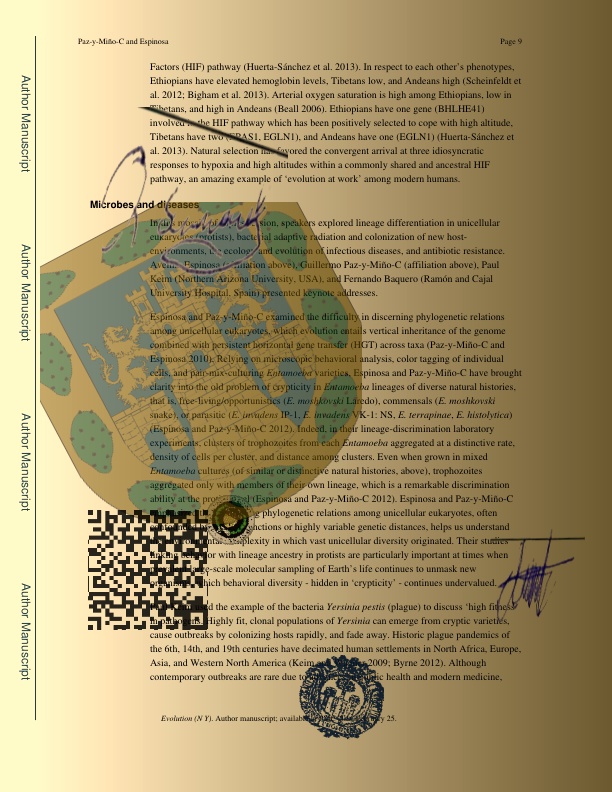 Paz-y-Miño-C and Espinosa
Page 9
Factors (HIF) pathway (Huerta-Sánchez et al. 2013). In respect to each other's phenotypes,
Ethiopians have elevated hemoglobin levels, Tibetans low, and Andeans high (Scheinfeldt et
al. 2012; Bigham et al. 2013). Arterial oxygen saturation is high among Ethiopians, low in
Tibetans, and high in Andeans (Beall 2006). Ethiopians have one gene (BHLHE41)
involved in the HIF pathway which has been positively selected to cope with high altitude,
Tibetans have two (EPAS1, EGLN1), and Andeans have one (EGLN1) (Huerta-Sánchez et
al. 2013). Natural selection has favored the convergent arrival at three idiosyncratic
responses to hypoxia and high altitudes within a commonly shared and ancestral HIF
pathway, an amazing example of 'evolution at work' among modern humans.
Microbes and diseases
In speakers explored lineage differentiation in unicellular
eukaryotes (protists), bacterial adaptive radiation and colonization of new host-
environments, the ecology and evolution of infectious diseases, and antibiotic resistance.
Avelina Espinosa (affiliation above), Guillermo Paz-y-Miño-C (affiliation above), Paul
Keim (Northern Arizona University, USA), and Fernando Baquero (Ramón and Cajal
University Hospital, Spain) presented keynote addresses.
Espinosa and Paz-y-Miño-C examined the difficulty in discerning phylogenetic relations
among unicellular eukaryotes, which evolution entails vertical inheritance of the genome
combined with persistent horizontal gene transfer (HGT) across taxa (Paz-y-Miño-C and
Espinosa 2010). Relying on microscopic behavioral analysis, color tagging of individual
cells, and pair-mix-culturing Entamoeba varieties, Espinosa and Paz-y-Miño-C have brought
clarity into the old problem of crypticity in Entamoeba lineages of diverse natural histories,
that is, free-living/opportunistics (E. moshkovskii Laredo), commensals (E. moshkovskii
snake), or parasitic (E. invadens IP-1, E. invadens VK-1: NS, E. terrapinae, E. histolytica)
(Espinosa and Paz-y-Miño-C 2012). Indeed, in their lineage-discrimination laboratory
experiments, clusters of trophozoites from each Entamoeba aggregated at a distinctive rate,
density of cells per cluster, and distance among clusters. Even when grown in mixed
Entamoeba cultures (of similar or distinctive natural histories, above), trophozoites
aggregated only with members of their own lineage, which is a remarkable discrimination
ability at the (Espinosa and Paz-y-Miño-C 2012). Espinosa and Paz-y-Miño-C
phylogenetic relations among unicellular eukaryotes, often
or highly variable genetic distances, helps us understand
complexity in which vast unicellular diversity originated. Their studies
linking behavior with lineage ancestry in protists are particularly important at times when
large-scale molecular sampling of Earth's life continues to unmask new
which behavioral diversity - hidden in 'crypticity' - continues undervalued.
the example of the bacteria Yersinia pestis (plague) to discuss 'high fitness'
in pathogens. Highly fit, clonal populations of Yersinia can emerge from cryptic varieties,
cause outbreaks by colonizing hosts rapidly, and fade away. Historic plague pandemics of
the 6th, 14th, and 19th centuries have decimated human settlements in North Africa, Europe,
Asia, and Western North America (Keim 2009; Byrne 2012). Although
contemporary outbreaks are rare due to health and modern medicine,
Evolution (N Y). Author manuscript; available 25.
Author Manuscript
Author Manuscript
Author Manuscript
Author Manuscript